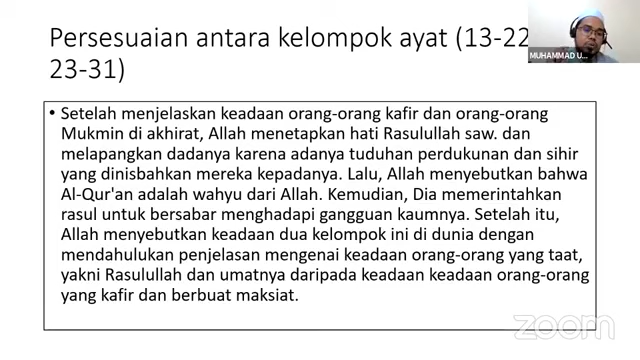 Persesuaian antara kelompok ayat (13-22
23-31)
MUHAMMAD U...
• Setelah menjelaskan keadaan orang-orang kafir dan orang-orang
Mukmin di akhirat, Allah menetapkan hati Rasulullah saw. dan
melapangkan dadanya karena adanya tuduhan perdukunan dan sihir
yang dinisbahkan mereka kepadanya. Lalu, Allah menyebutkan bahwa
Al-Qur'an adalah wahyu dari Allah. Kemudian, Dia memerintahkan
rasul untuk bersabar menghadapi gangguan kaumnya. Setelah itu,
Allah menyebutkan keadaan dua kelompok ini di dunia dengan
mendahulukan penjelasan mengenai keadaan orang-orang yang taat,
yakni Rasulullah dan umatnya daripada keadaan keadaan orang-orang
yang kafir dan berbuat maksiat.
zoom